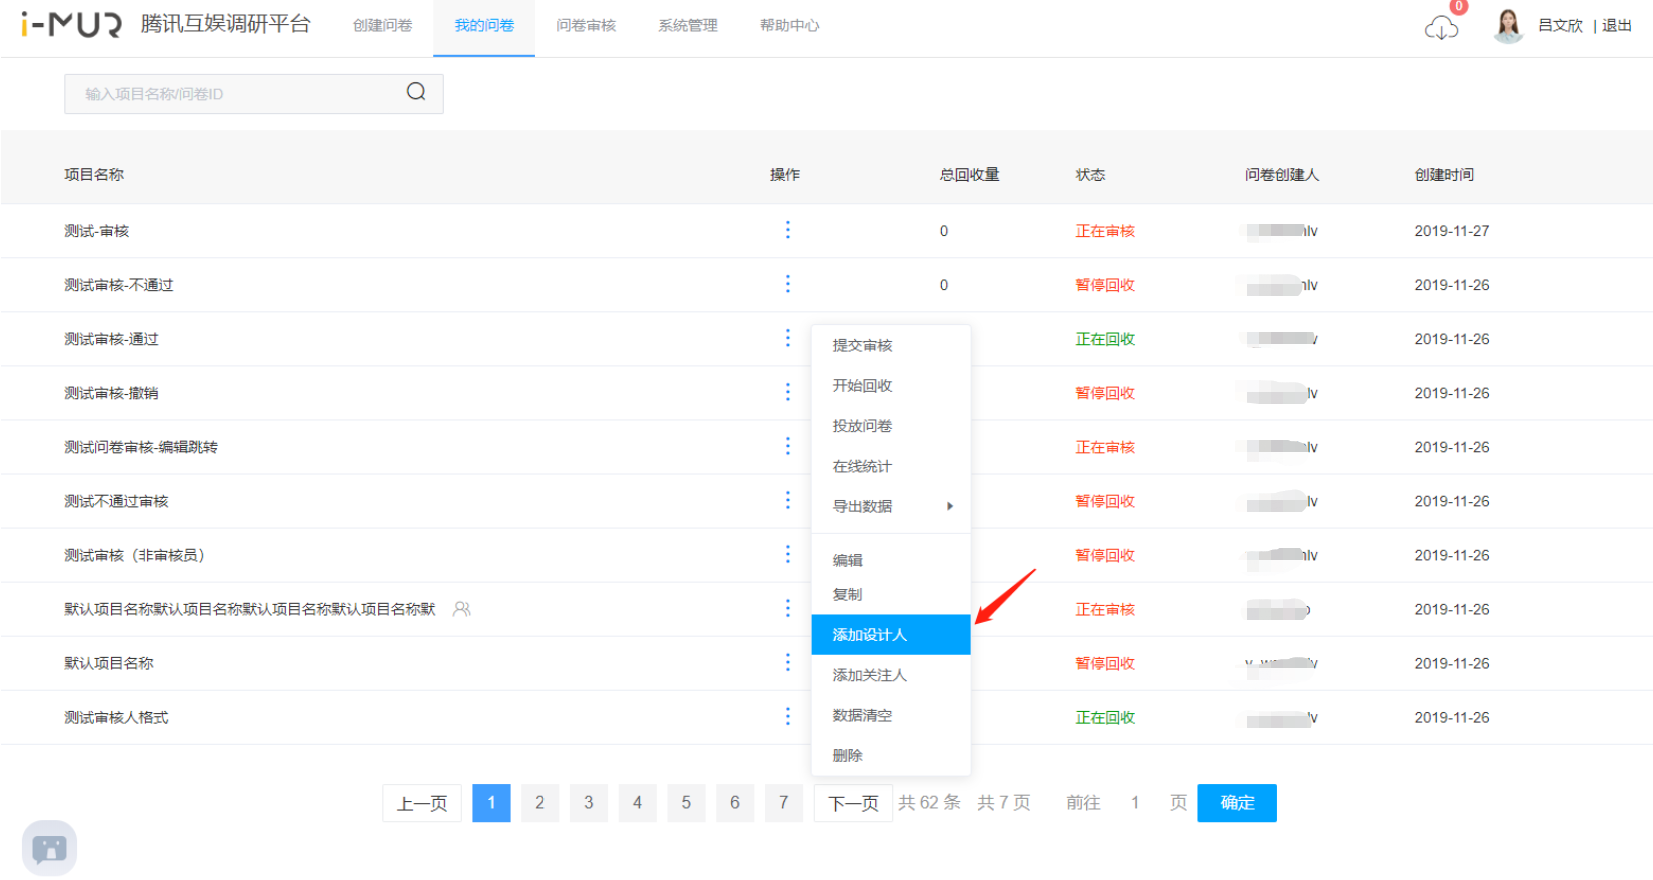 i-MUR 腾讯互娱调研平台 创建问卷 我的问卷 问卷审核 系统管理 帮助中心 0 吕文欣 | 退出
输入项目名称/问卷ID
项目名称 操作 总回收量 状态 问卷创建人 创建时间
测试-审核 0 正在审核 lv 2019-11-27
测试审核-不通过 0 暂停回收 lv 2019-11-26
测试审核-通过 正在回收 2019-11-26
测试审核-撤销 暂停回收 lv 2019-11-26
测试问卷审核-编辑跳转 正在审核 lv 2019-11-26
测试不通过审核 暂停回收 lv 2019-11-26
测试审核（非审核员） 暂停回收 lv 2019-11-26
默认项目名称默认项目名称默认项目名称默认项目名称默 正在审核 2019-11-26
默认项目名称 暂停回收 2019-11-26
测试审核人格式 正在回收 lv 2019-11-26
提交审核
开始回收
投放问卷
在线统计
导出数据
编辑
复制
添加设计人
添加关注人
数据清空
删除
上一页 1 2 3 4 5 6 7 下一页 共 62 条 共 7 页 前往 1 页 确定